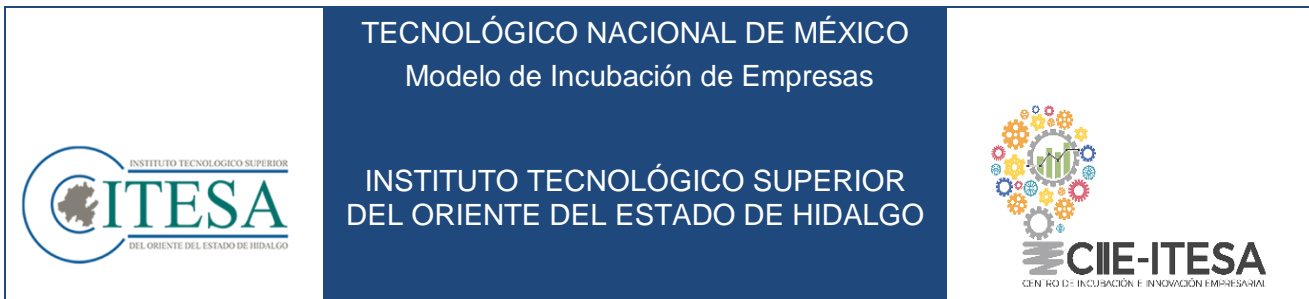 INSTITUTO TECNOLOGICO SUPERIOR
ITESA
DEL ORIENTE DEL ESTADO DE HIDALGO
TECNOLÓGICO NACIONAL DE MÉXICO
Modelo de Incubación de Empresas
INSTITUTO TECNOLÓGICO SUPERIOR
DEL ORIENTE DEL ESTADO DE HIDALGO
CIIE-ITESA
CENTRO DE INCUBACIÓN E INNOVACIÓN EMPRESARIAL